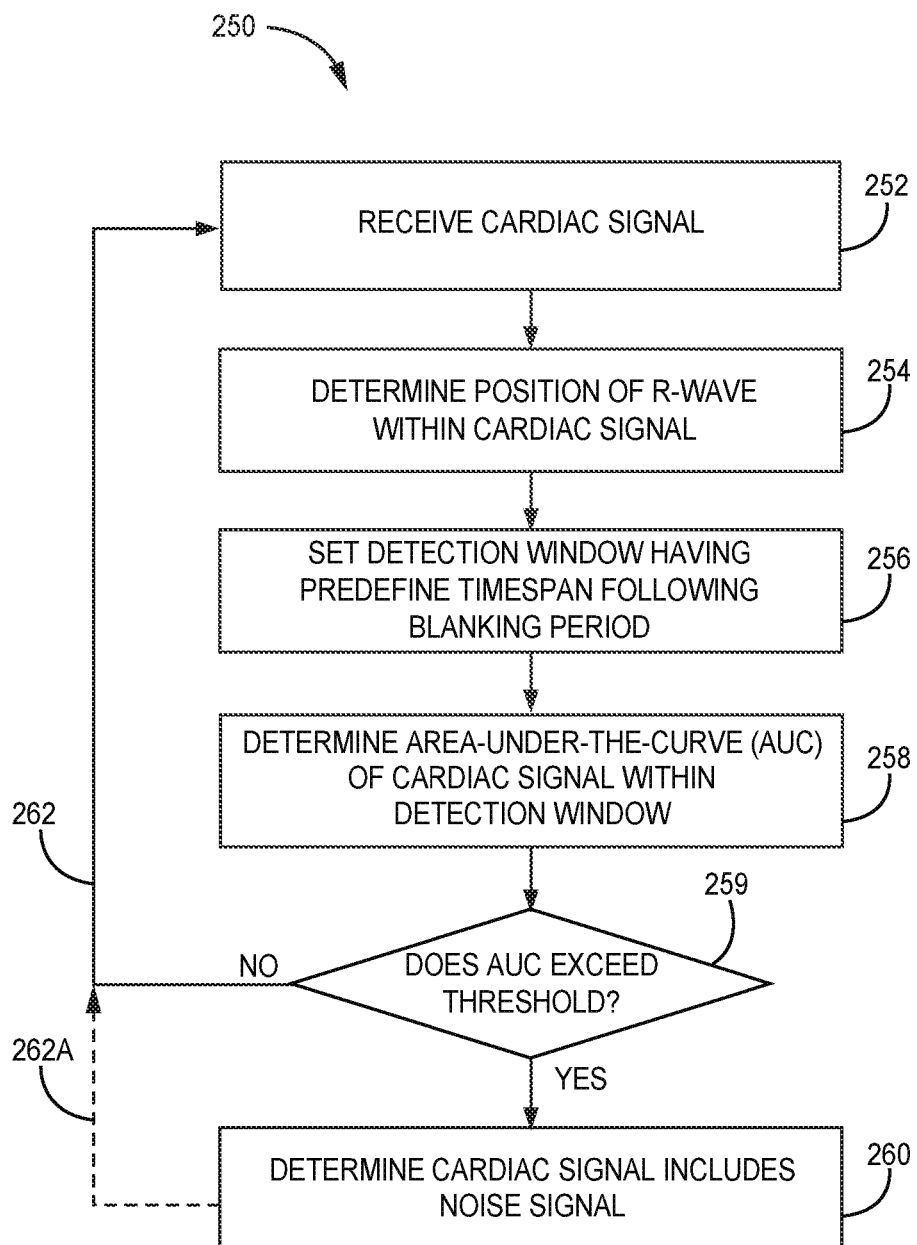 250
RECEIVE CARDIAC SIGNAL
252
DETERMINE POSITION OF R-WAVE
WITHIN CARDIAC SIGNAL
254
SET DETECTION WINDOW HAVING
PREDEFINE TIMESPAN FOLLOWING
BLANKING PERIOD
256
DETERMINE AREA-UNDER-THE-CURVE (AUC)
OF CARDIAC SIGNAL WITHIN
DETECTION WINDOW
258
262
259
NO
DOES AUC EXCEED
THRESHOLD?
262A
YES
DETERMINE CARDIAC SIGNAL INCLUDES
NOISE SIGNAL
260